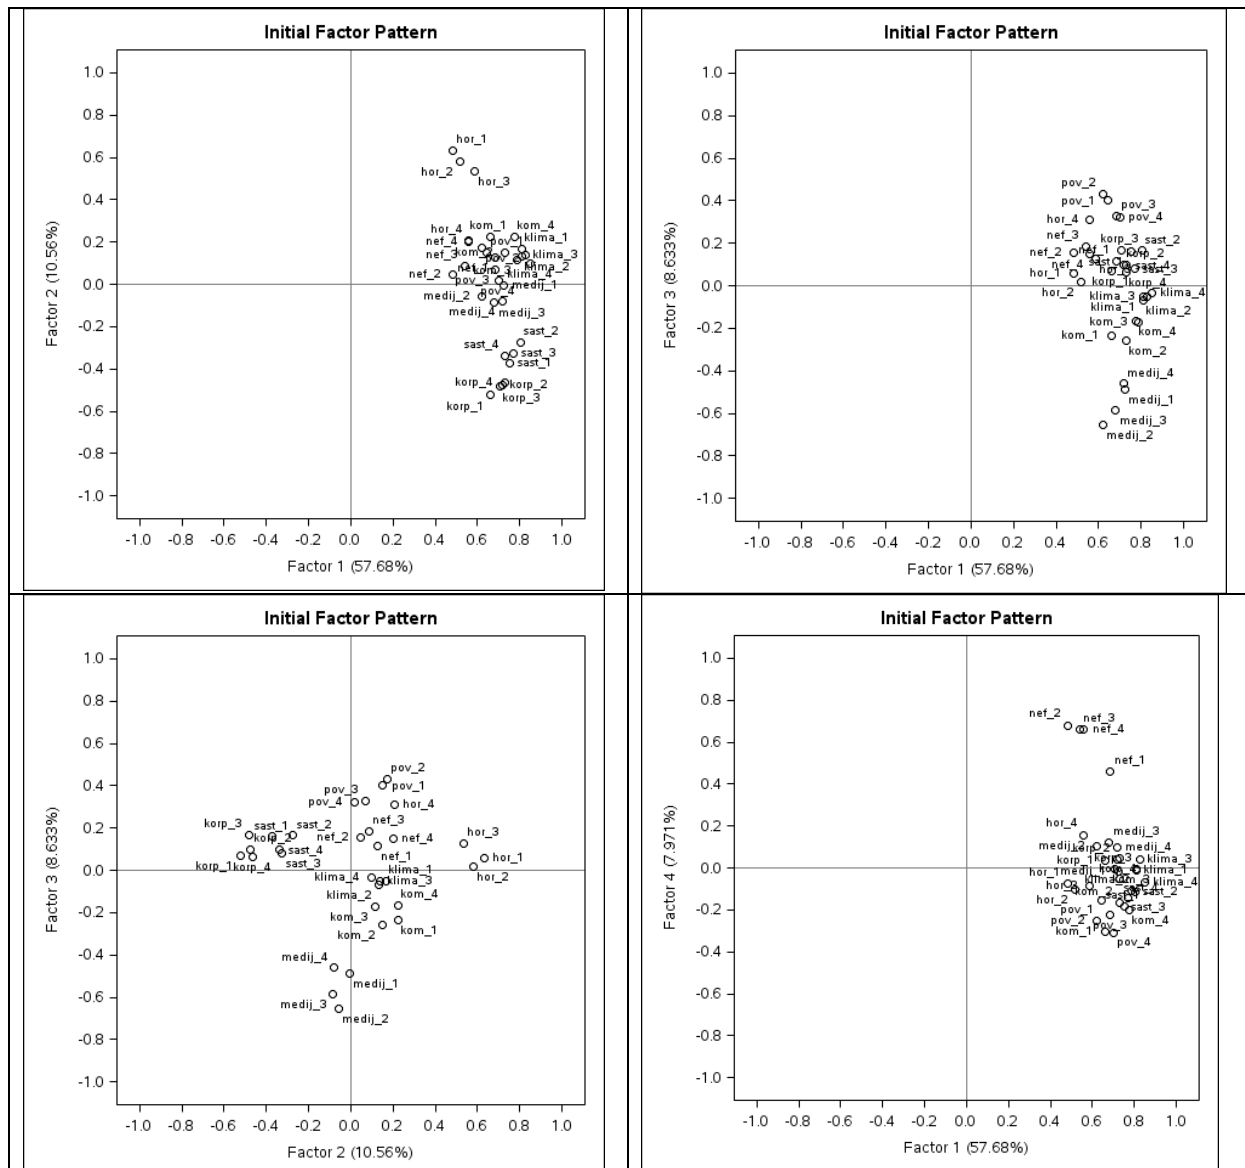 Initial Factor Pattern
Factor 2 (10.56%)
1.0
0.8
0.6
0.4
0.2
0.0
-0.2
-0.4
-0.6
-0.8
-1.0
hor_1
hor_2
hor_3
hor_4
kom_1
kom_4
nef_4
pov_1
klima_1
nef_3
klima_3
nef_2
klima_2
pov_3
klima_4
medij_2
pov_4
medij_1
medij_4
medij_3
sast_2
sast_4
sast_3
sast_1
korp_4
korp_2
korp_1
korp_3
-1.0 -0.8 -0.6 -0.4 -0.2 0.0 0.2 0.4 0.6 0.8 1.0
Factor 1 (57.68%)
Initial Factor Pattern
Factor 3 (8.633%)
1.0
0.8
0.6
0.4
0.2
0.0
-0.2
-0.4
-0.6
-0.8
-1.0
pov_2
pov_1
pov_3
hor_4
pov_4
nef_3
korp_3
sast_2
nef_2
nef_1
korp_2
nef_4
sast_4
hor_1
sast_3
hor_2
korp_1
korp_4
klima_3
klima_4
klima_1
klima_2
kom_3
kom_1
kom_4
kom_2
medij_4
medij_1
medij_3
medij_2
-1.0 -0.8 -0.6 -0.4 -0.2 0.0 0.2 0.4 0.6 0.8 1.0
Factor 1 (57.68%)
Initial Factor Pattern
Factor 3 (8.633%)
1.0
0.8
0.6
0.4
0.2
0.0
-0.2
-0.4
-0.6
-0.8
-1.0
pov_2
pov_3
pov_1
pov_4
hor_4
korp_3
sast_1
sast_2
nef_3
korp_2
nef_2
nef_4
hor_3
sast_4
korp_1
korp_4
sast_3
nef_1
hor_1
hor_2
klima_4
klima_1
klima_3
klima_2
kom_4
kom_3
kom_2
kom_1
medij_4
medij_1
medij_3
medij_2
-1.0 -0.8 -0.6 -0.4 -0.2 0.0 0.2 0.4 0.6 0.8 1.0
Factor 2 (10.56%)
Initial Factor Pattern
Factor 4 (7.971%)
1.0
0.8
0.6
0.4
0.2
0.0
-0.2
-0.4
-0.6
-0.8
-1.0
nef_2
nef_3
nef_4
nef_1
hor_4
medij_3
medij_2
medij_4
korp_1
korp_3
klima_3
hor_1
klima_1
klima_4
hor_3
kom_2
sast_2
hor_2
sast_3
pov_1
kom_4
pov_2
pov_3
kom_1
pov_4
-1.0 -0.8 -0.6 -0.4 -0.2 0.0 0.2 0.4 0.6 0.8 1.0
Factor 1 (57.68%)